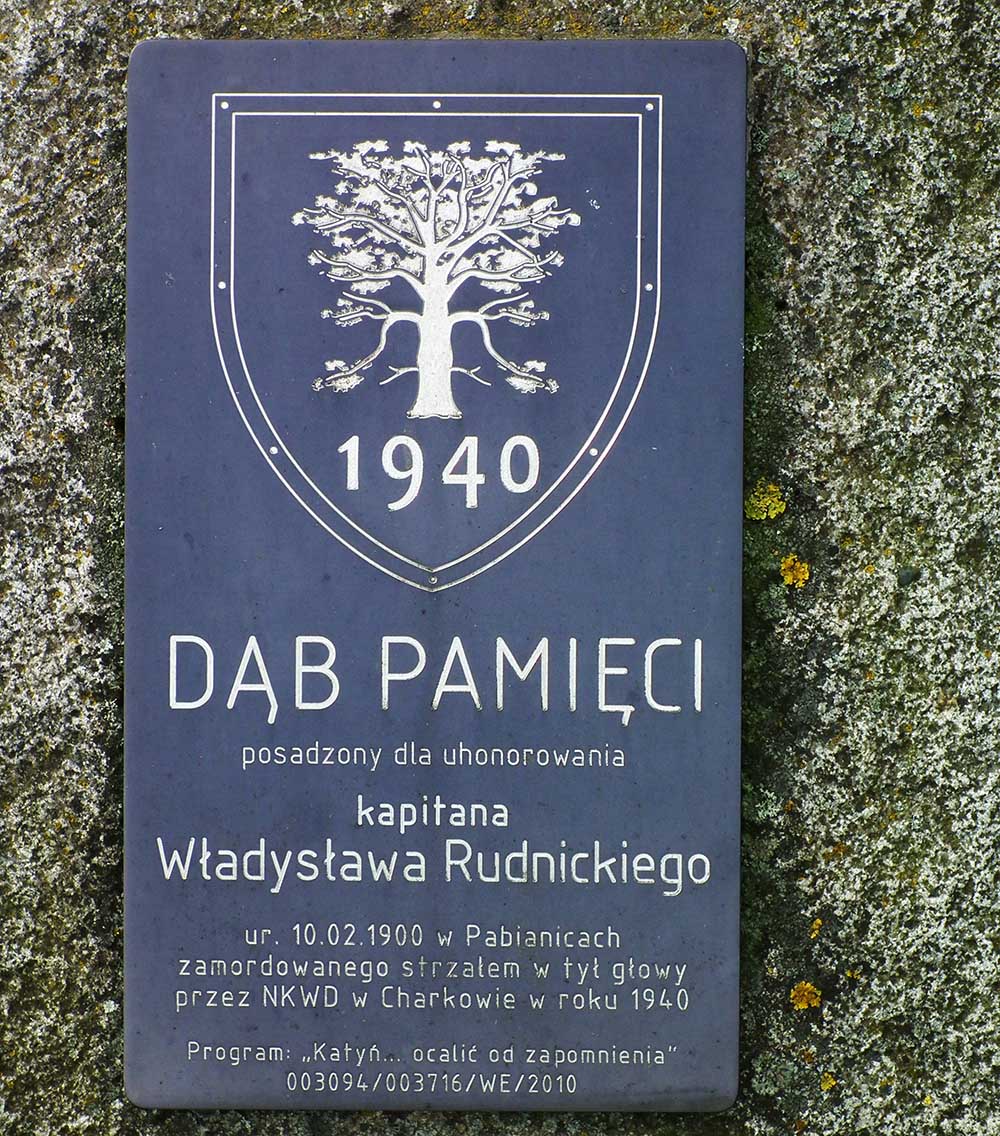 1940
DĄB PAMIĘCI
posadzony dla uhonorowania
kapitana
Władysława Rudnickiego
ur. 10.02.1900 w Pabianicach
zamordowanego strzałem w tył głowy
przez NKWD w Charkowie w roku 1940
Program: „Katyń... ocalić od zapomnienia”
003094/003716/WE/2010